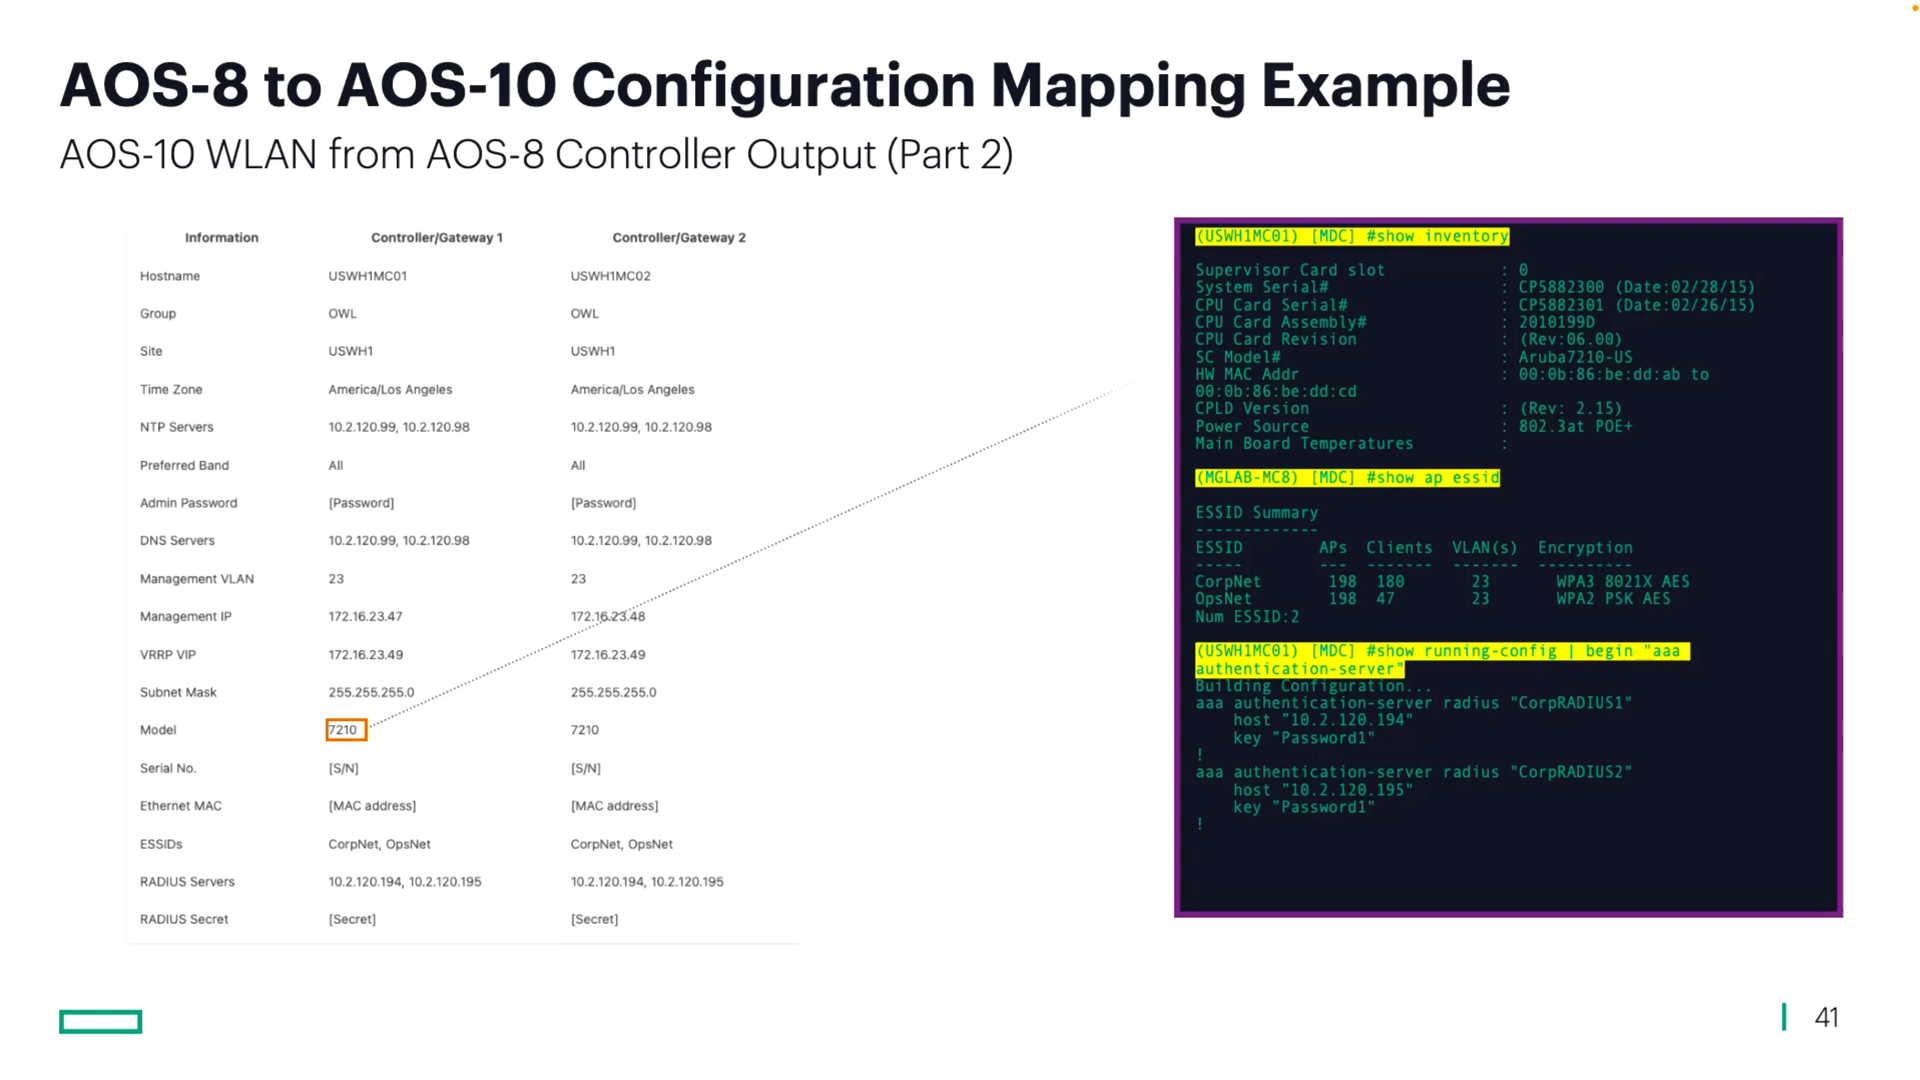 AOS-8 to AOS-10 Configuration Mapping Example
AOS-10 WLAN from AOS-8 Controller Output (Part 2)
Information Controller/Gateway 1 Controller/Gateway 2
Hostname USWH1MC01 USWH1MC02
Group OWL OWL
Site USWH1 USWH1
Time Zone America/Los Angeles America/Los Angeles
NTP Servers 10.2.120.99, 10.2.120.98 10.2.120.99, 10.2.120.98
Preferred Band All All
Admin Password [Password] [Password]
DNS Servers 10.2.120.99, 10.2.120.98 10.2.120.99, 10.2.120.98
Management VLAN 23 23
Management IP 172.16.23.47 172.16.23.48
VRRP VIP 172.16.23.49 172.16.23.49
Subnet Mask 255.255.255.0 255.255.255.0
Model 7210 7210
Serial No. [S/N] [S/N]
Ethernet MAC [MAC address] [MAC address]
ESSIDs CorpNet, OpsNet CorpNet, OpsNet
RADIUS Servers 10.2.120.194, 10.2.120.195 10.2.120.194, 10.2.120.195
RADIUS Secret [Secret] [Secret]
(USWH1MC01) [MDC] #show inventory
Supervisor Card slot : 0
System Serial# : CP5882300 (Date:02/28/15)
CPU Card Serial# : CP5882301 (Date:02/26/15)
CPU Card Assembly# : 2010199D
CPU Card Revision : (Rev:06.00)
SC Model# : Aruba7210-US
HW MAC Addr : 00:0b:86:be:dd:ab to
00:0b:86:be:dd:cd
CPLD Version : (Rev: 2.15)
Power Source : 802.3at POE+
Main Board Temperatures :
(MGLAB-MC8) [MDC] #show ap essid
ESSID Summary
-------------
ESSID APs Clients VLAN(s) Encryption
----- --- ------- ------- ----------
CorpNet 198 180 23 WPA3 8021X AES
OpsNet 198 47 23 WPA2 PSK AES
Num ESSID:2
(USWH1MC01) [MDC] #show running-config | begin "aaa
authentication-server"
Building Configuration...
aaa authentication-server radius "CorpRADIUS1"
host "10.2.120.194"
key "Password1"
!
aaa authentication-server radius "CorpRADIUS2"
host "10.2.120.195"
key "Password1"
!
41